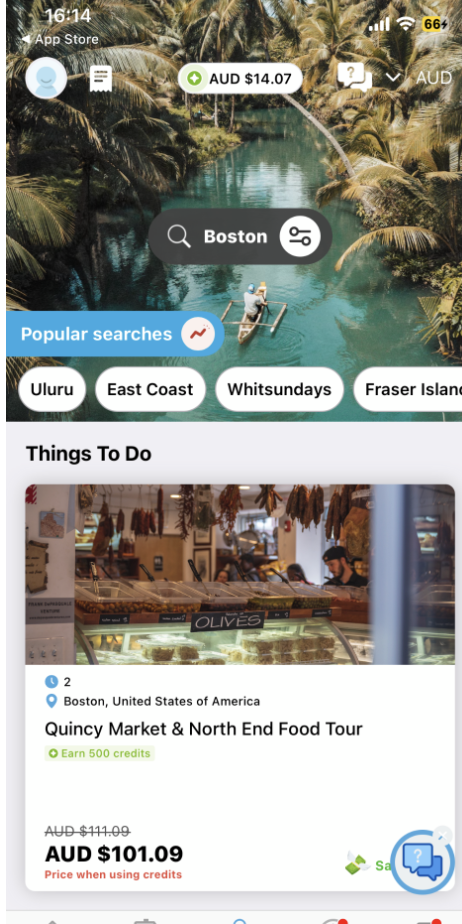 16:14
66
App Store
AUD $14.07
?
AUD
Boston
Popular searches
Uluru
East Coast
Whitsundays
Fraser Islan
Things To Do
OLIVES
2
Boston, United States of America
Quincy Market & North End Food Tour
Earn 500 credits
AUD $111.09
AUD $101.09
Sa
?
Price when using credits